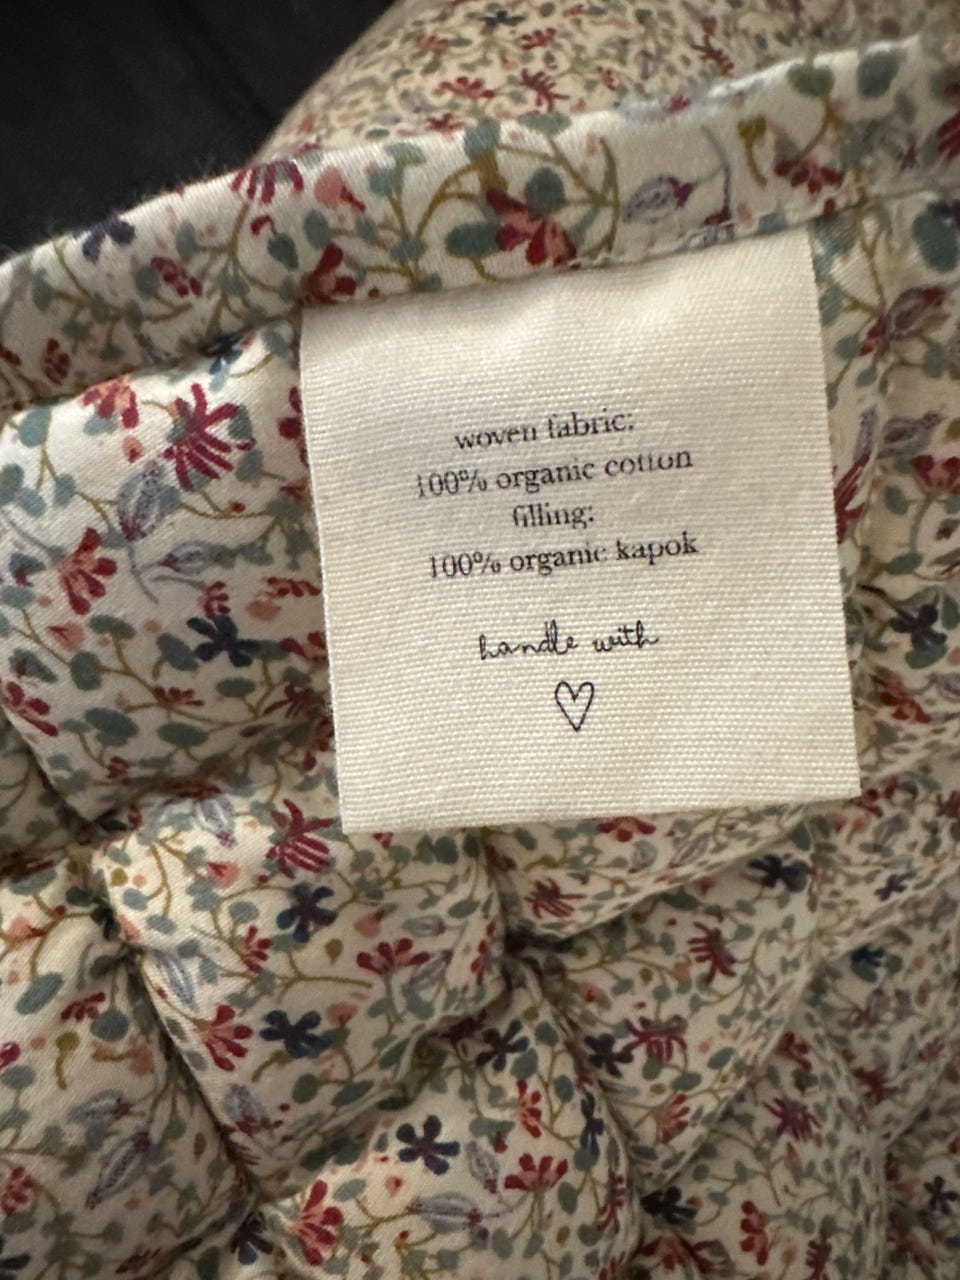 woven fabric:
100% organic cotton
filling:
100% organic kapok
handle with